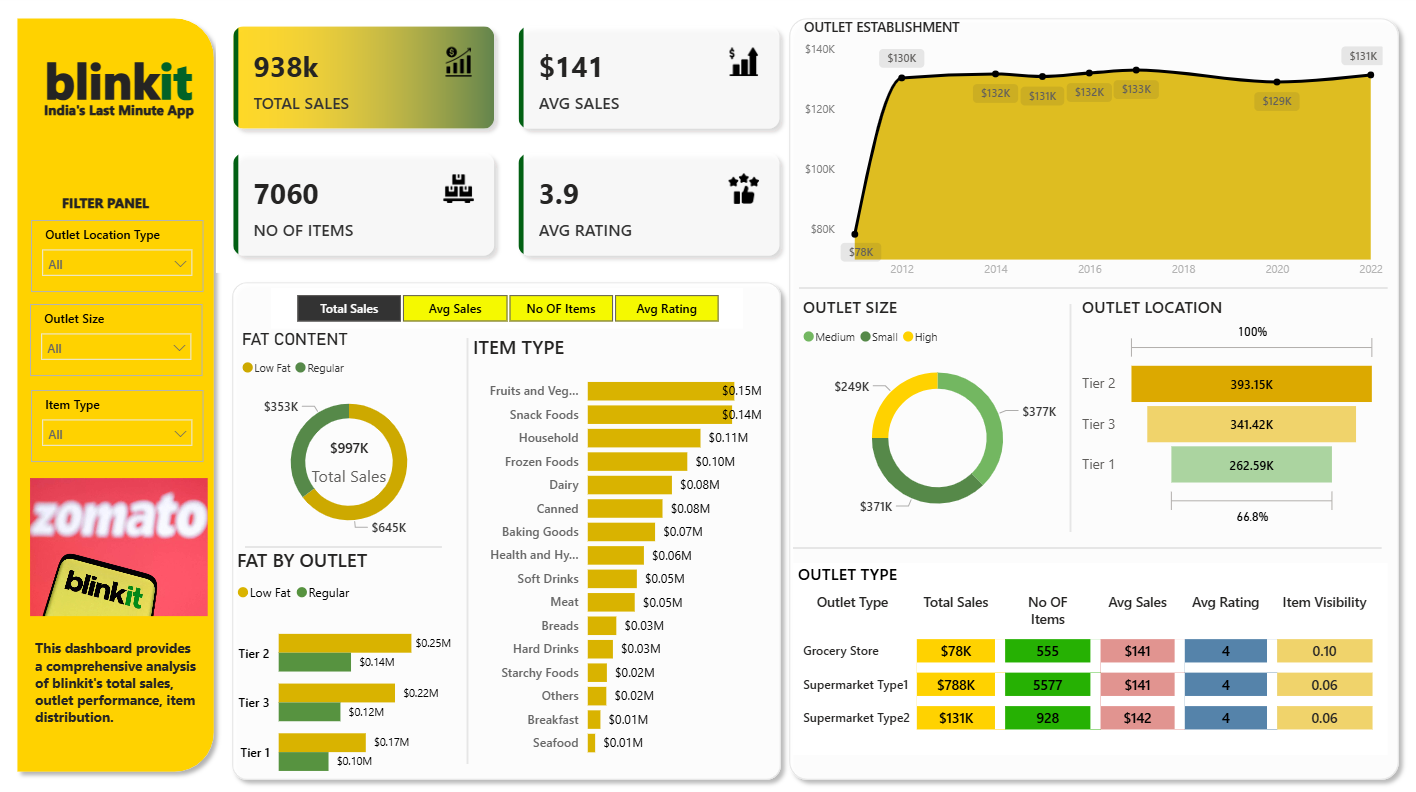 blinkit
India's Last Minute App
FILTER PANEL
Outlet Location Type
All
Outlet Size
All
Item Type
All
zomato
blinkit
This dashboard provides
a comprehensive analysis
of blinkit's total sales,
outlet performance, item
distribution.
938k
TOTAL SALES
$141
AVG SALES
7060
NO OF ITEMS
3.9
AVG RATING
Total Sales
Avg Sales
No OF Items
Avg Rating
FAT CONTENT
Low Fat
Regular
$353K
$997K
Total Sales
$645K
FAT BY OUTLET
Low Fat
Regular
Tier 2
$0.25M
$0.14M
Tier 3
$0.22M
$0.12M
Tier 1
$0.17M
$0.10M
ITEM TYPE
Fruits and Veg... $0.15M
Snack Foods $0.14M
Household $0.11M
Frozen Foods $0.10M
Dairy $0.08M
Canned $0.08M
Baking Goods $0.07M
Health and Hy... $0.06M
Soft Drinks $0.05M
Meat $0.05M
Breads $0.03M
Hard Drinks $0.03M
Starchy Foods $0.02M
Others $0.02M
Breakfast $0.01M
Seafood $0.01M
OUTLET ESTABLISHMENT
$140K
$120K
$100K
$80K
$78K
$130K
$132K
$131K
$132K
$133K
$129K
$131K
2012 2014 2016 2018 2020 2022
OUTLET SIZE
Medium Small High
$249K
$377K
$371K
OUTLET LOCATION
100%
Tier 2 393.15K
Tier 3 341.42K
Tier 1 262.59K
66.8%
OUTLET TYPE
Outlet Type Total Sales No OF Items Avg Sales Avg Rating Item Visibility
Grocery Store $78K 555 $141 4 0.10
Supermarket Type1 $788K 5577 $141 4 0.06
Supermarket Type2 $131K 928 $142 4 0.06